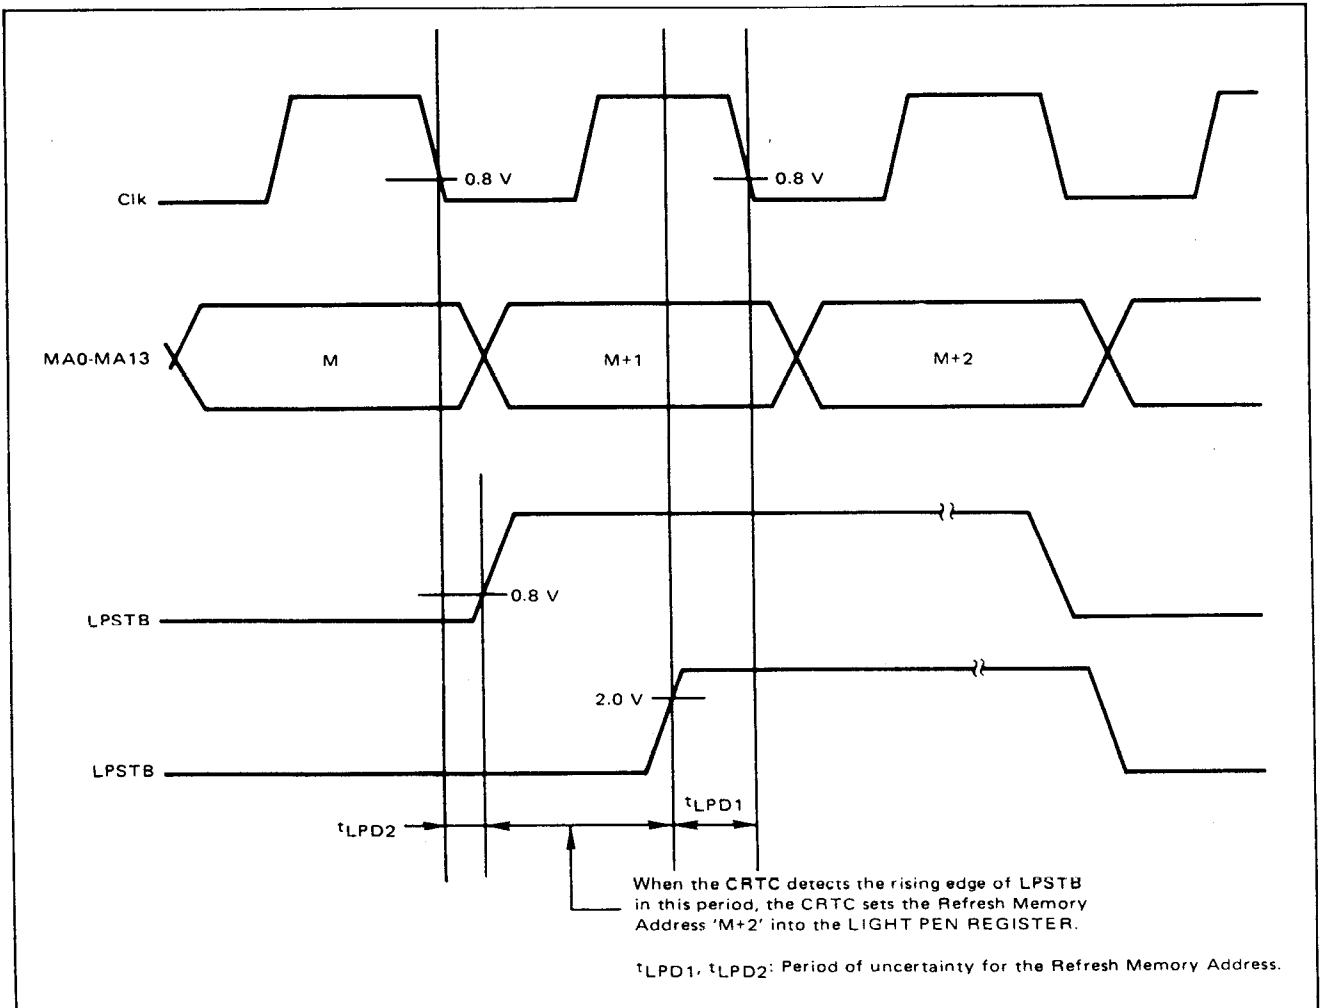 Clk
0.8 V
0.8 V
MA0-MA13
M
M+1
M+2
LPSTB
0.8 V
LPSTB
2.0 V
tLPD2
tLPD1
When the CRTC detects the rising edge of LPSTB
in this period, the CRTC sets the Refresh Memory
Address 'M+2' into the LIGHT PEN REGISTER.
tLPD1, tLPD2: Period of uncertainty for the Refresh Memory Address.